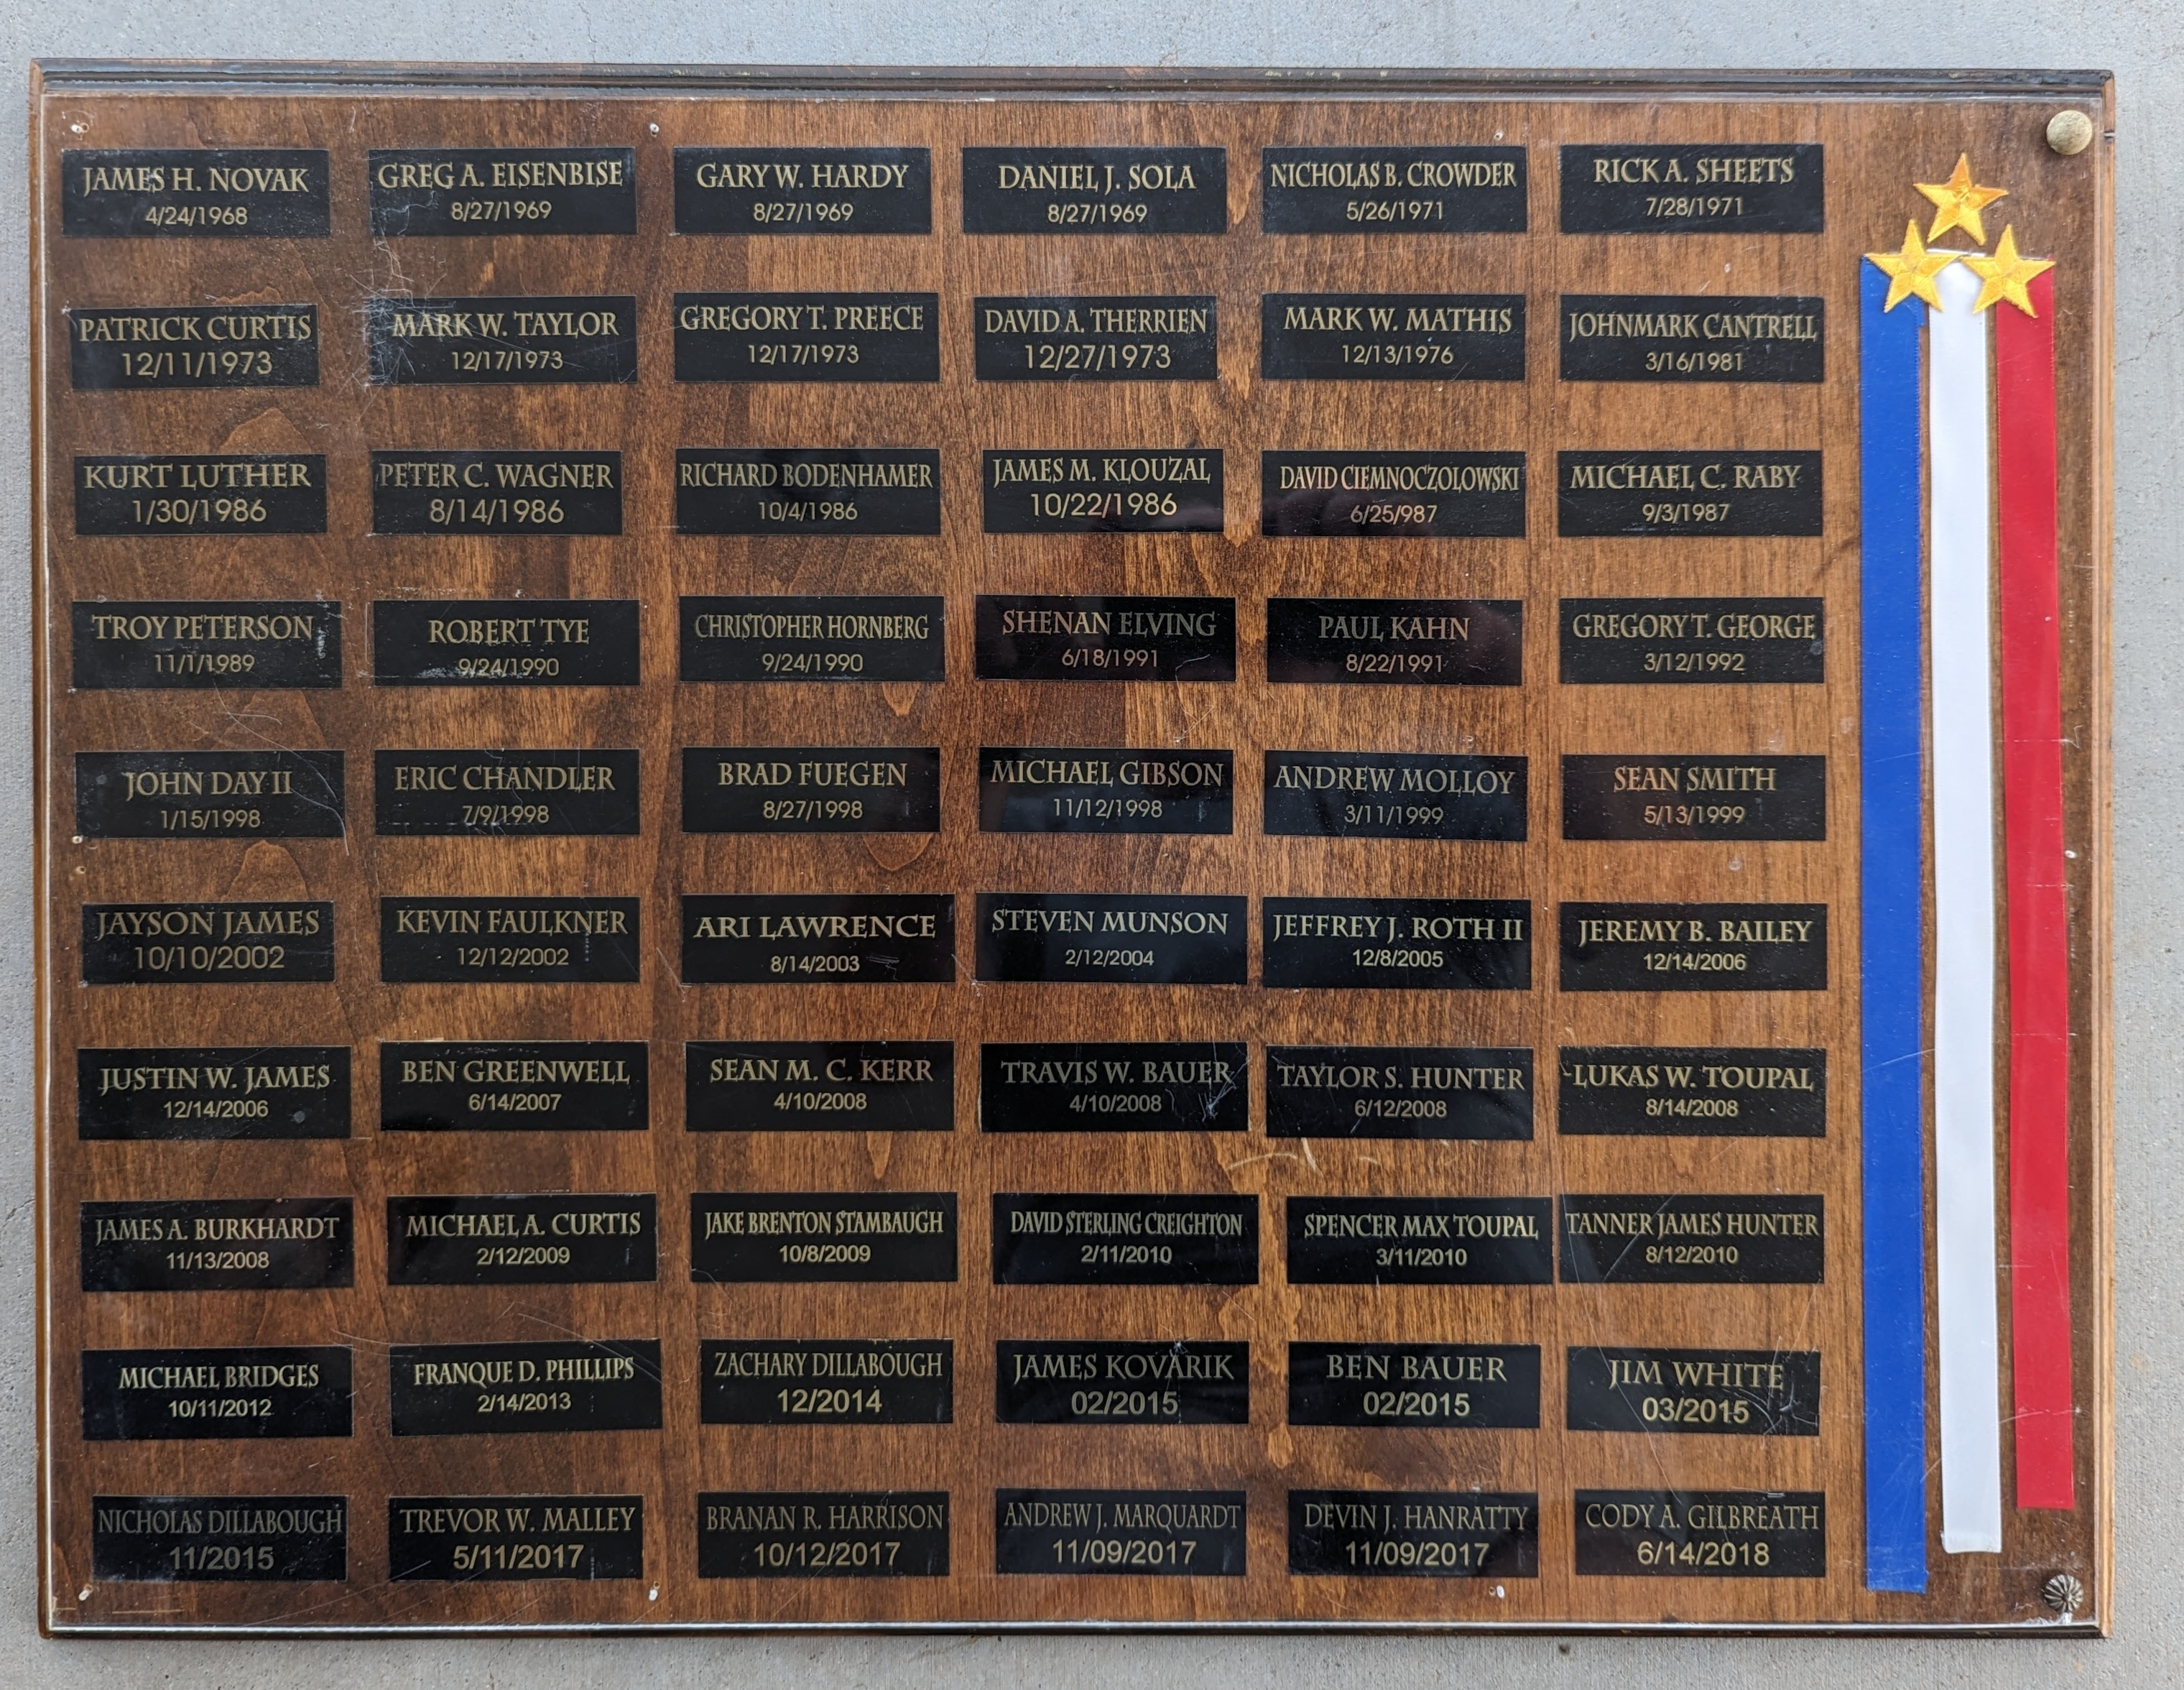 JAMES H. NOVAK
4/24/1968
GREG A. EISENBISE
8/27/1969
GARY W. HARDY
8/27/1969
DANIEL J. SOLA
8/27/1969
NICHOLAS B. CROWDER
5/26/1971
RICK A. SHEETS
7/28/1971
PATRICK CURTIS
12/11/1973
MARK W. TAYLOR
12/17/1973
GREGORY T. PREECE
12/17/1973
DAVID A. THERRIEN
12/27/1973
MARK W. MATHIS
12/13/1976
JOHNMARK CANTRELL
3/16/1981
KURT LUTHER
1/30/1986
PETER C. WAGNER
8/14/1986
RICHARD BODENHAMER
10/4/1986
JAMES M. KLOUZAL
10/22/1986
DAVID CIEMNOCZOLOWSKI
6/25/987
MICHAEL C. RABY
9/3/1987
TROY PETERSON
11/1/1989
ROBERT TYE
9/24/1990
CHRISTOPHER HORNBERG
9/24/1990
SHENAN ELVING
6/18/1991
PAUL KAHN
8/22/1991
GREGORY T. GEORGE
3/12/1992
JOHN DAY II
1/15/1998
ERIC CHANDLER
7/9/1998
BRAD FUEGEN
8/27/1998
MICHAEL GIBSON
11/12/1998
ANDREW MOLLOY
3/11/1999
SEAN SMITH
5/13/1999
JAYSON JAMES
10/10/2002
KEVIN FAULKNER
12/12/2002
ARI LAWRENCE
8/14/2003
STEVEN MUNSON
2/12/2004
JEFFREY J. ROTH II
12/8/2005
JEREMY B. BAILEY
12/14/2006
JUSTIN W. JAMES
12/14/2006
BEN GREENWELL
6/14/2007
SEAN M. C. KERR
4/10/2008
TRAVIS W. BAUER
4/10/2008
TAYLOR S. HUNTER
6/12/2008
LUKAS W. TOUPAL
8/14/2008
JAMES A. BURKHARDT
11/13/2008
MICHAEL A. CURTIS
2/12/2009
JAKE BRENTON STAMBAUGH
10/8/2009
DAVID STERLING CREIGHTON
2/11/2010
SPENCER MAX TOUPAL
3/11/2010
TANNER JAMES HUNTER
8/12/2010
MICHAEL BRIDGES
10/11/2012
FRANQUE D. PHILLIPS
2/14/2013
ZACHARY DILLABOUGH
12/2014
JAMES KOVARIK
02/2015
BEN BAUER
02/2015
JIM WHITE
03/2015
NICHOLAS DILLABOUGH
11/2015
TREVOR W. MALLEY
5/11/2017
BRANAN R. HARRISON
10/12/2017
ANDREW J. MARQUARDT
11/09/2017
DEVIN J. HANRATTY
11/09/2017
CODY A. GILBREATH
6/14/2018